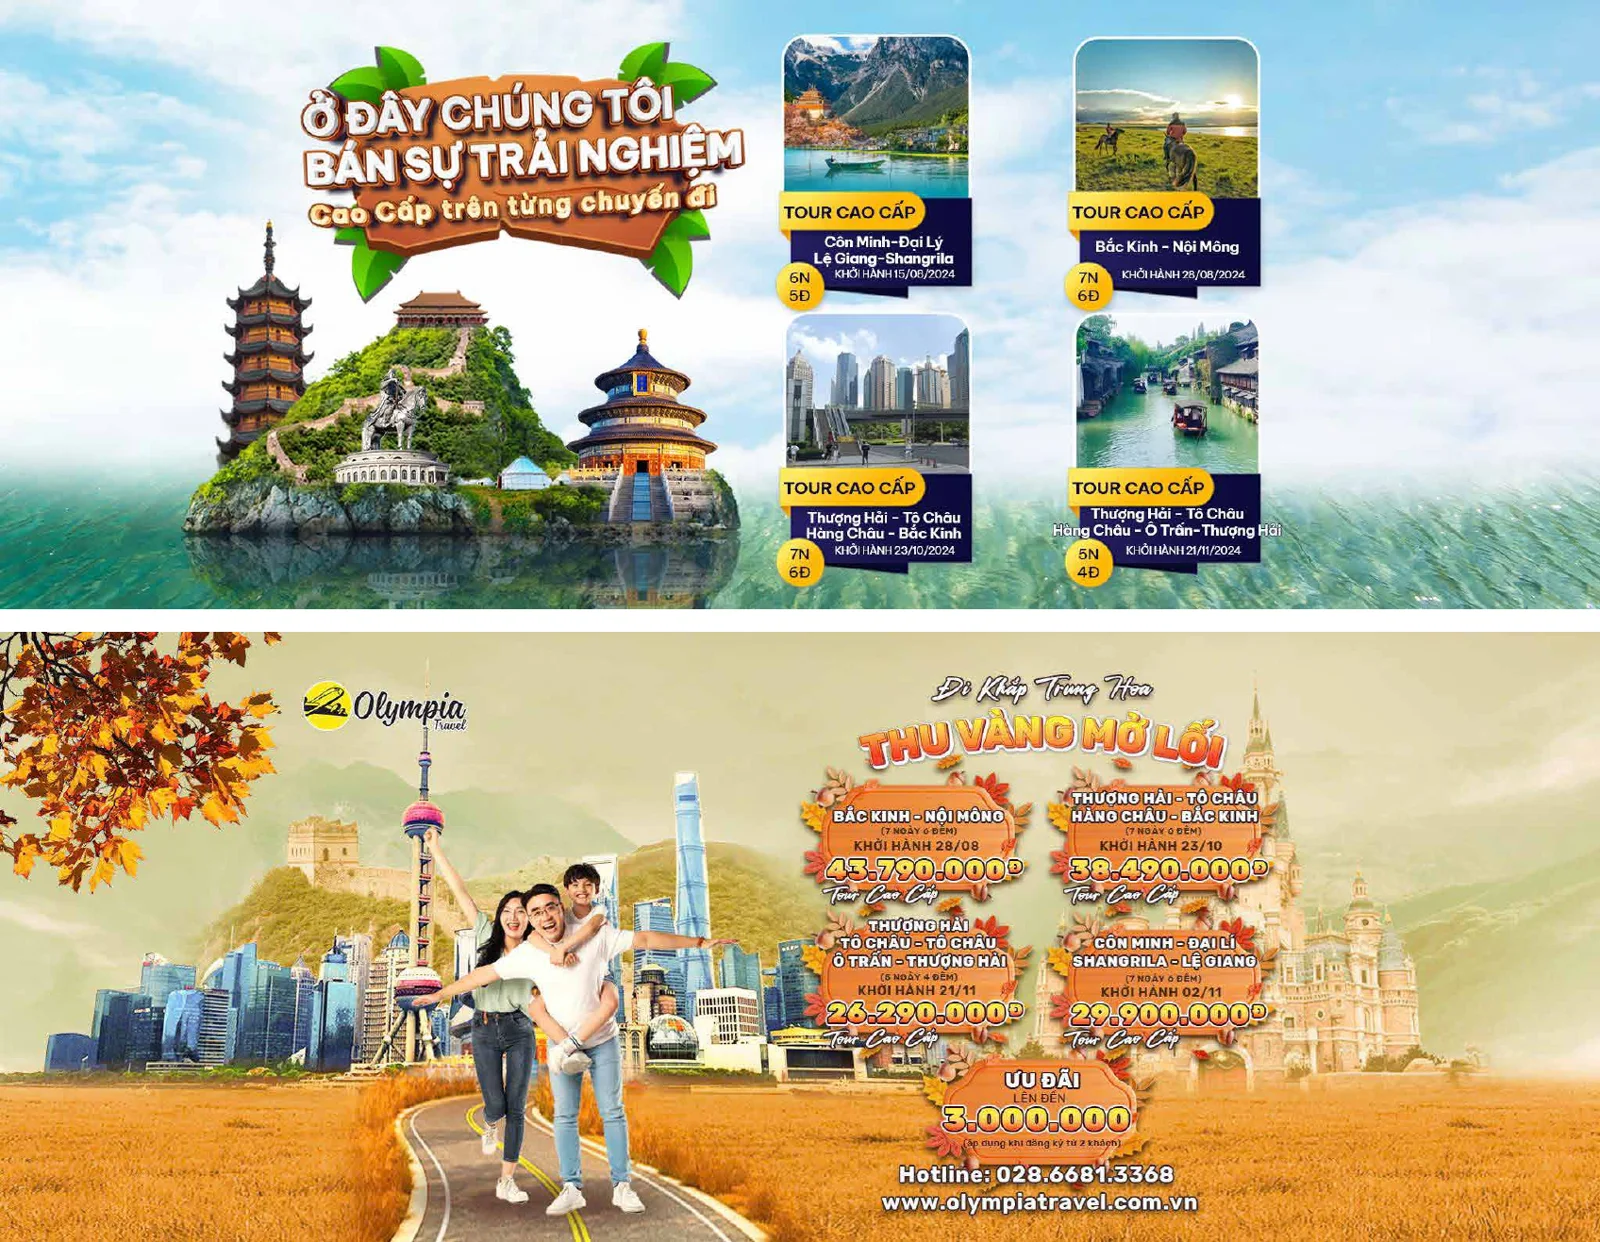 Ở ĐÂY CHÚNG TÔI
BÁN SỰ TRẢI NGHIỆM
Cao Cấp trên từng chuyến đi
TOUR CAO CẤP
Côn Minh-Đại Lý
Lệ Giang-Shangrila
KHỞI HÀNH 15/08/2024
6N
5Đ
TOUR CAO CẤP
Bắc Kinh - Nội Mông
KHỞI HÀNH 28/08/2024
7N
6Đ
TOUR CAO CẤP
Thượng Hải - Tô Châu
Hàng Châu - Bắc Kinh
KHỞI HÀNH 23/10/2024
7N
6Đ
TOUR CAO CẤP
Thượng Hải - Tô Châu
Hàng Châu - Ô Trấn-Thượng Hải
KHỞI HÀNH 21/11/2024
5N
4Đ
Olympia
Travel
Đi Khắp Trung Hoa
THU VÀNG MỞ LỐI
BẮC KINH - NỘI MÔNG
(7 NGÀY 6 ĐÊM)
KHỞI HÀNH 28/08
43.790.000Đ
Tour Cao Cấp
THƯỢNG HẢI - TÔ CHÂU
HÀNG CHÂU - BẮC KINH
(7 NGÀY 6 ĐÊM)
KHỞI HÀNH 23/10
38.490.000Đ
Tour Cao Cấp
THƯỢNG HẢI
TÔ CHÂU - TÔ CHÂU
Ô TRẤN - THƯỢNG HẢI
(5 NGÀY 4 ĐÊM)
KHỞI HÀNH 21/11
26.290.000Đ
Tour Cao Cấp
CÔN MINH - ĐẠI LÍ
SHANGRILA - LỆ GIANG
(7 NGÀY 6 ĐÊM)
KHỞI HÀNH 02/11
29.900.000Đ
Tour Cao Cấp
ƯU ĐÃI
LÊN ĐẾN
3.000.000
(áp dụng khi đăng ký từ 2 khách)
Hotline: 028.6681.3368
www.olympiatravel.com.vn